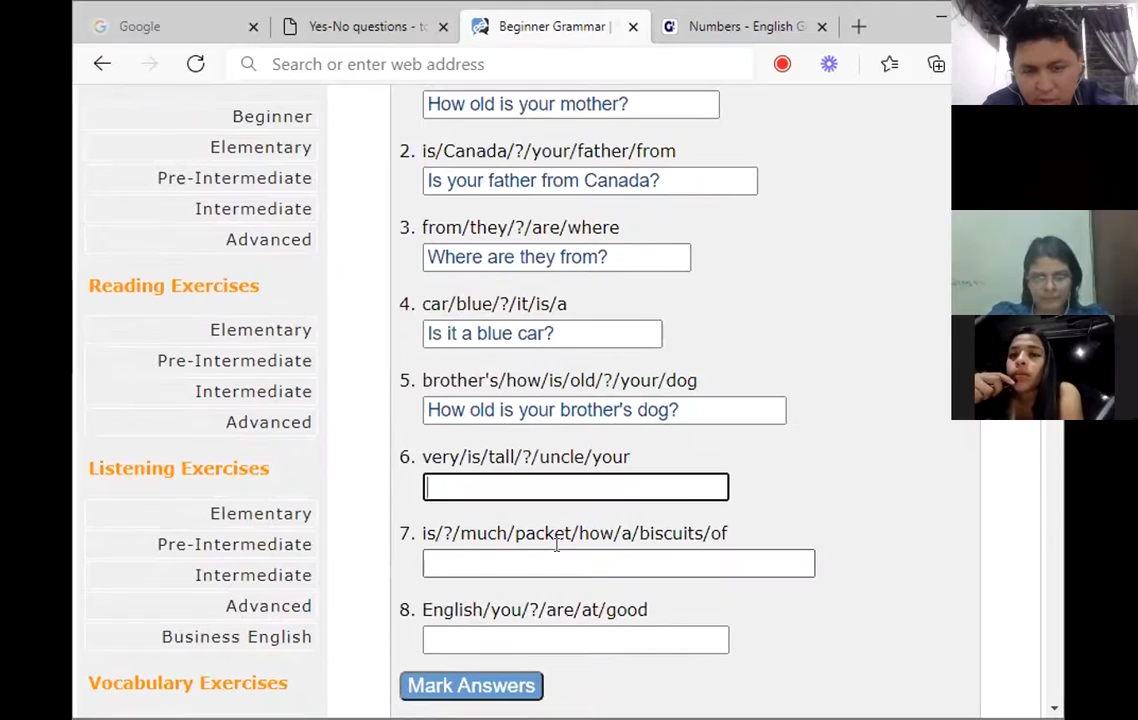 Google
Yes-No questions - to
Beginner Grammar |
Numbers - English G
Search or enter web address
Beginner
Elementary
Pre-Intermediate
Intermediate
Advanced
Reading Exercises
Elementary
Pre-Intermediate
Intermediate
Advanced
Listening Exercises
Elementary
Pre-Intermediate
Intermediate
Advanced
Business English
Vocabulary Exercises
How old is your mother?
2. is/Canada/?/your/father/from
Is your father from Canada?
3. from/they/?/are/where
Where are they from?
4. car/blue/?/it/is/a
Is it a blue car?
5. brother's/how/is/old/?/your/dog
How old is your brother's dog?
6. very/is/tall/?/uncle/your
7. is/?/much/packet/how/a/biscuits/of
8. English/you/?/are/at/good
Mark Answers